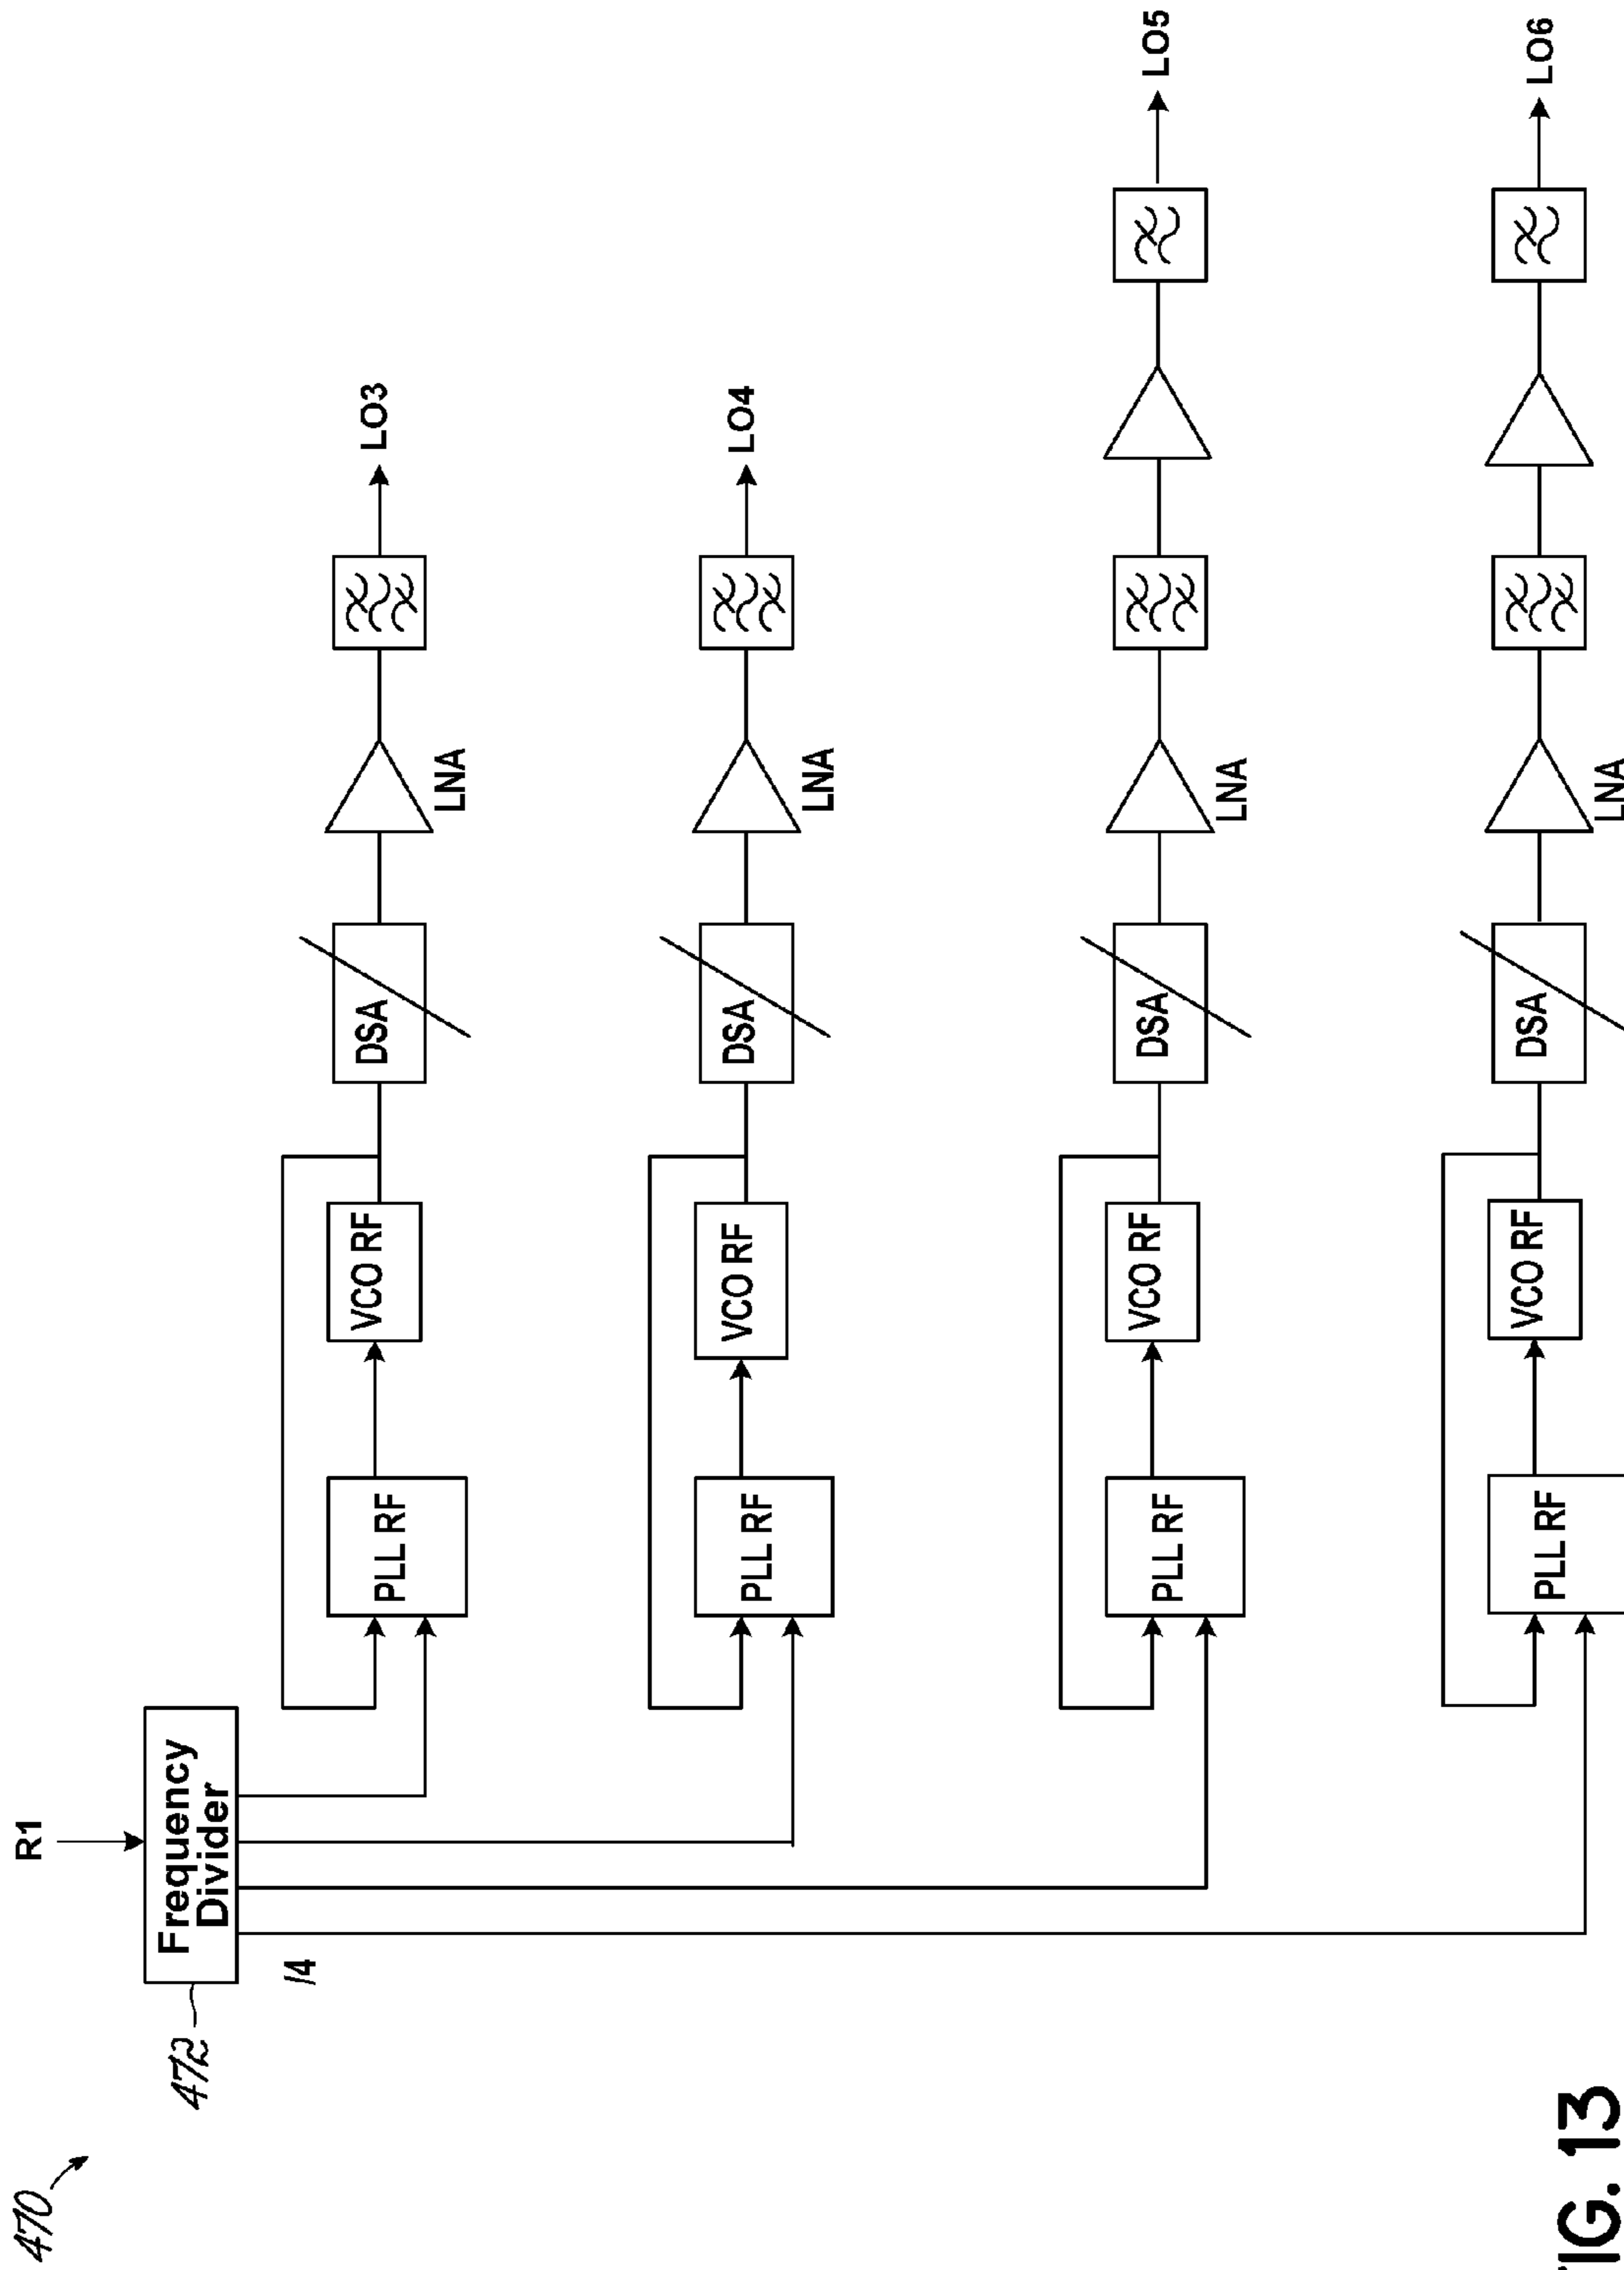 470
R1
472
Frequency
Divider
/4
PLL RF
VCO RF
DSA
LNA
LO3
PLL RF
VCO RF
DSA
LNA
LO4
PLL RF
VCO RF
DSA
LNA
LO5
PLL RF
VCO RF
DSA
LNA
LO6
FIG. 13